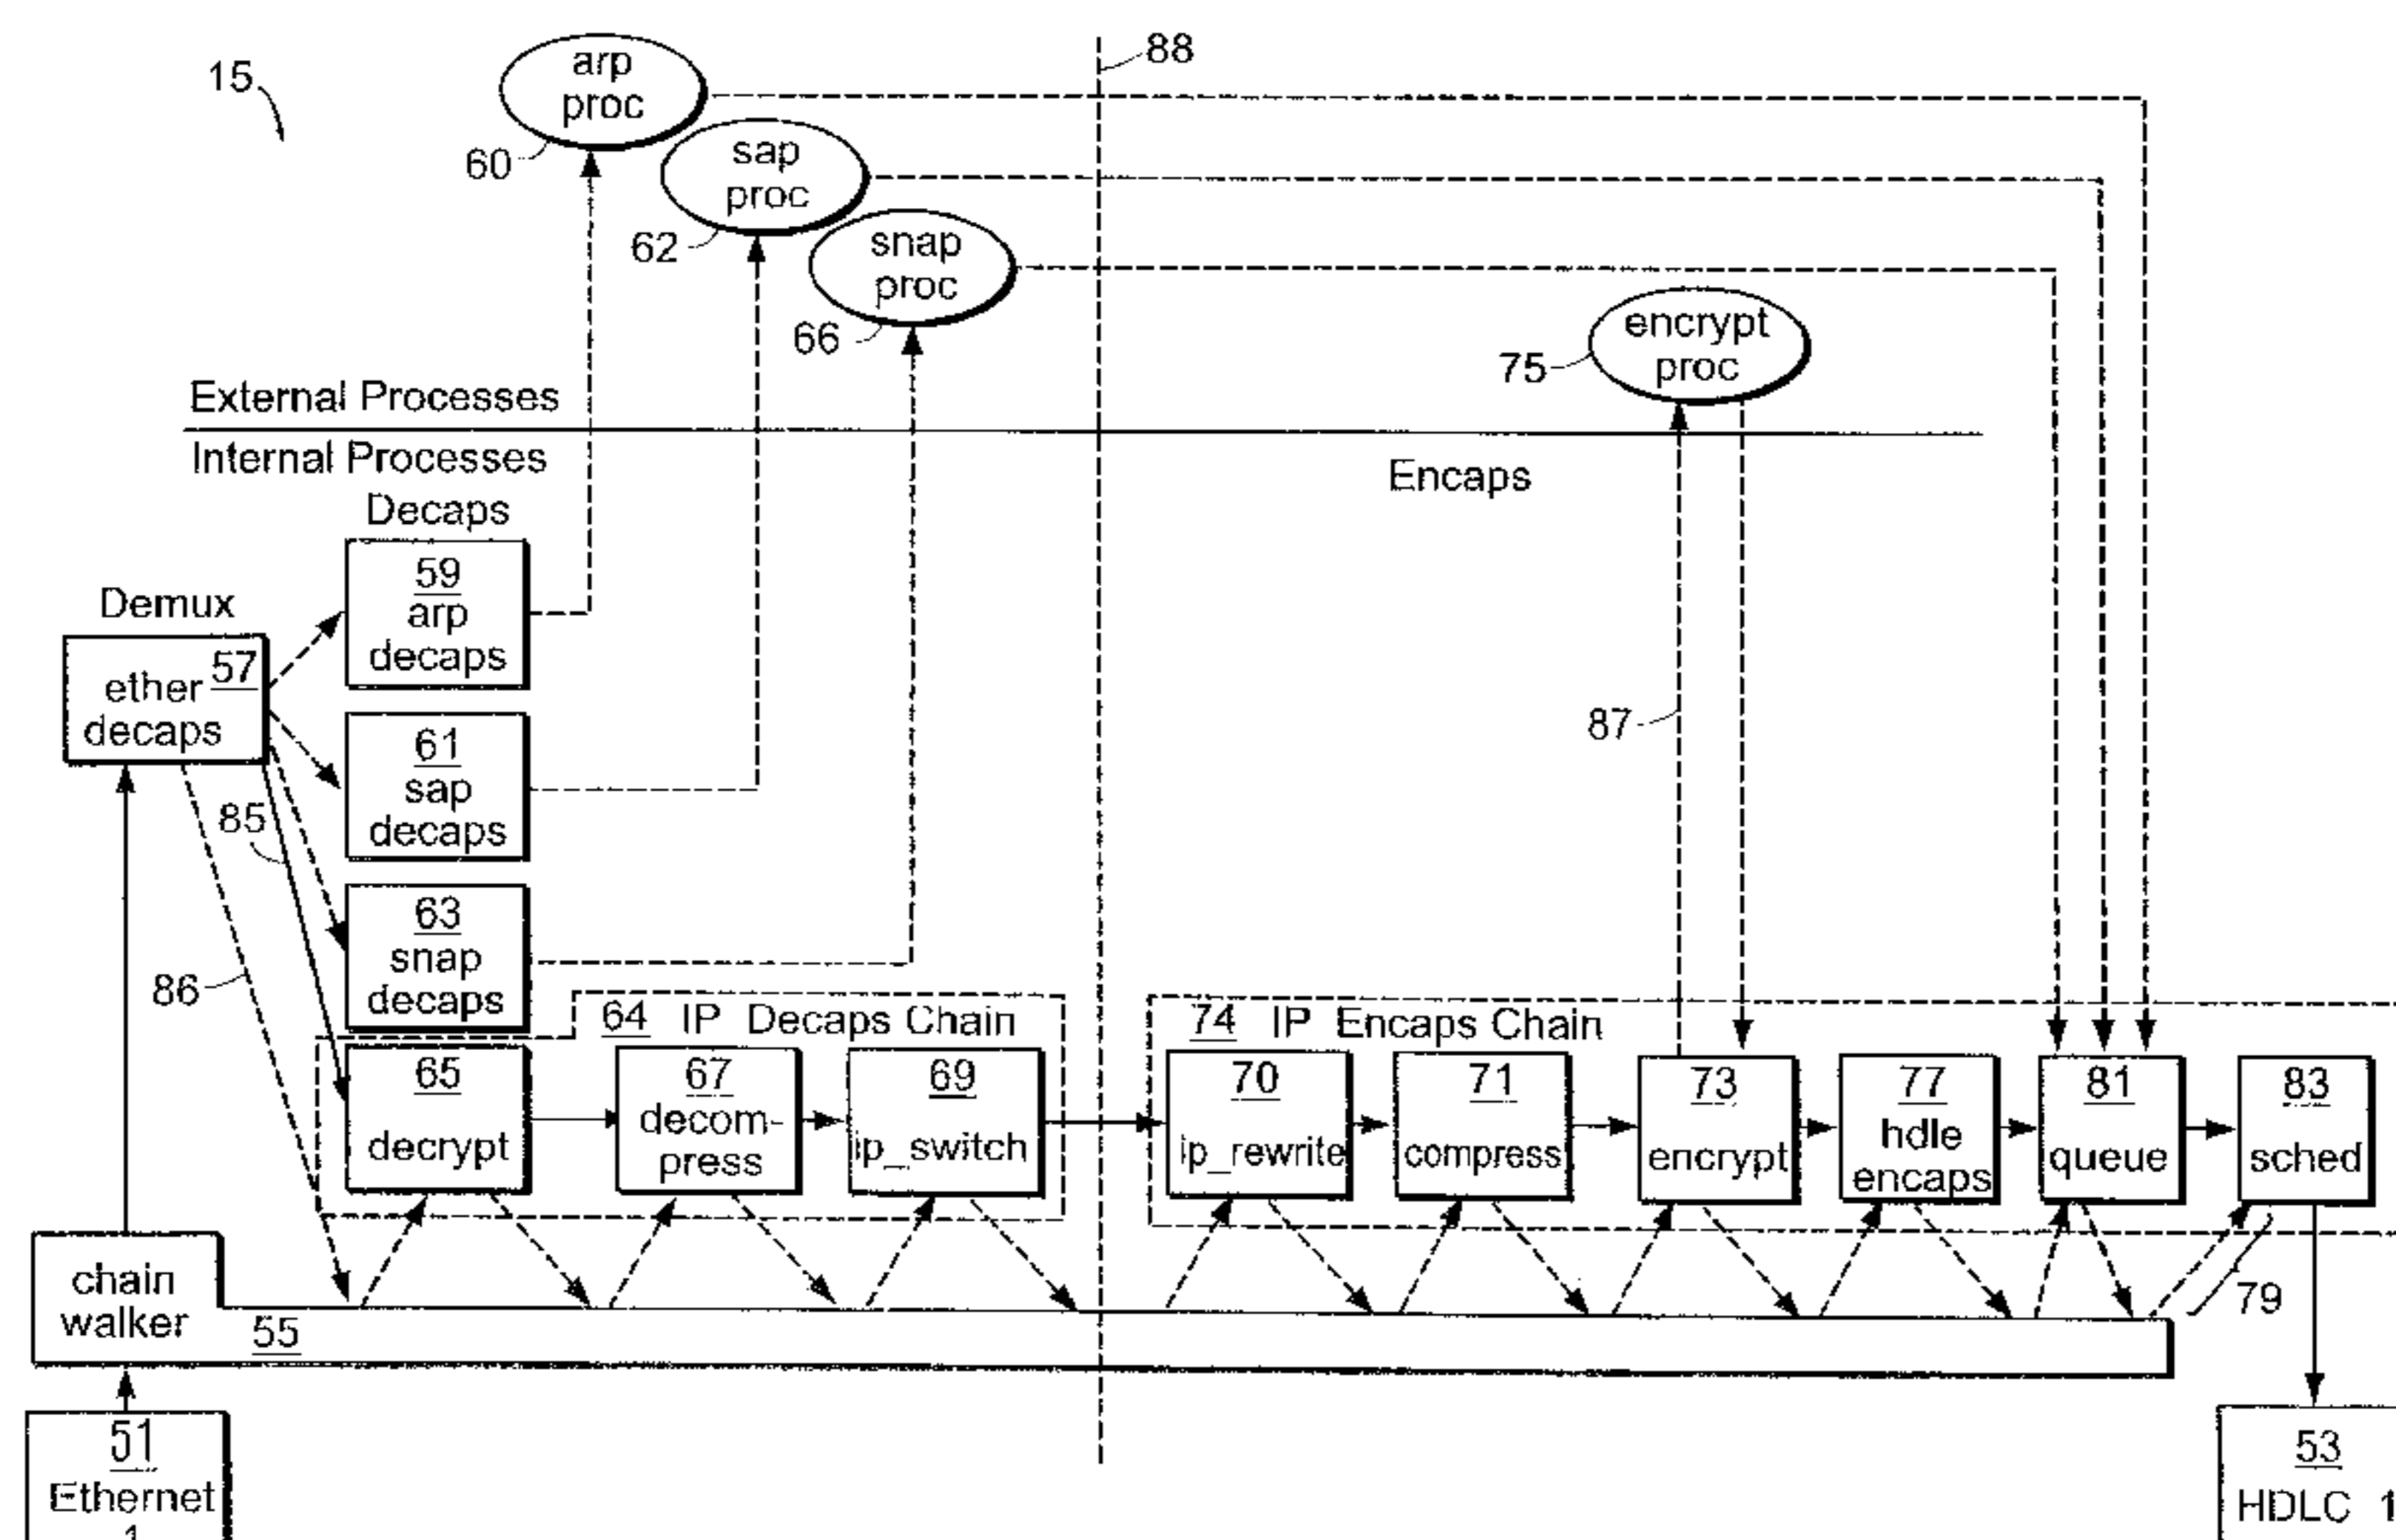 15
arp
proc
60
88
sap
proc
62
snap
proc
66
encrypt
proc
75
External Processes
Internal Processes
Encaps
Decaps
59
arp
decaps
Demux
57
ether
decaps
61
sap
decaps
85
87
63
snap
decaps
86
64 IP Decaps Chain
74 IP Encaps Chain
65
decrypt
67
decom-
press
69
ip_switch
70
ip_rewrite
71
compress
73
encrypt
77
hdle
encaps
81
queue
83
sched
79
chain
walker
55
51
Ethernet
1
53
HDLC 1